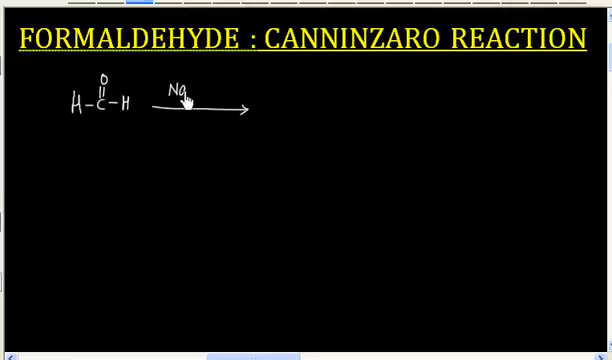 FORMALDEHYDE : CANNINZARO REACTION
O
H-C-H Na